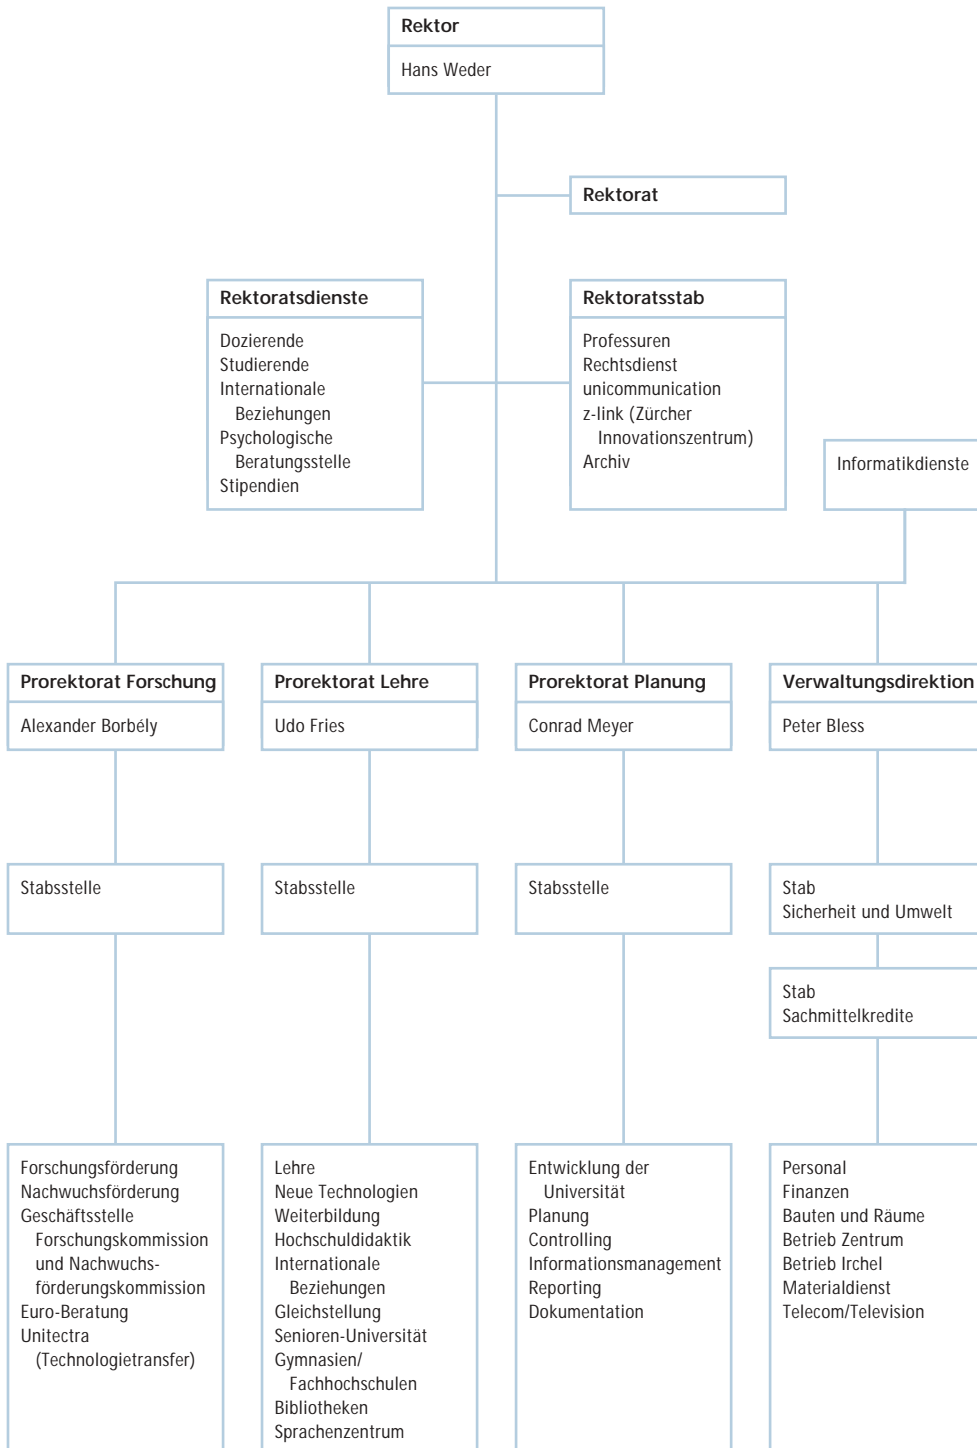 Rektor
Hans Weder
Rektorat
Rektoratsdienste
Dozierende
Studierende
Internationale
Beziehungen
Psychologische
Beratungsstelle
Stipendien
Rektoratsstab
Professuren
Rechtsdienst
unicommunication
z-link (Zürcher
Innovationszentrum)
Archiv
Informatikdienste
Prorektorat Forschung
Alexander Borbély
Prorektorat Lehre
Udo Fries
Prorektorat Planung
Conrad Meyer
Verwaltungsdirektion
Peter Bless
Stabsstelle
Stabsstelle
Stabsstelle
Stab
Sicherheit und Umwelt
Stab
Sachmittelkredite
Forschungsförderung
Nachwuchsförderung
Geschäftsstelle
Forschungskommission
und Nachwuchs-
förderungskommission
Euro-Beratung
Unitectra
(Technologietransfer)
Lehre
Neue Technologien
Weiterbildung
Hochschuldidaktik
Internationale
Beziehungen
Gleichstellung
Senioren-Universität
Gymnasien/
Fachhochschulen
Bibliotheken
Sprachenzentrum
Entwicklung der
Universität
Planung
Controlling
Informationsmanagement
Reporting
Dokumentation
Personal
Finanzen
Bauten und Räume
Betrieb Zentrum
Betrieb Irchel
Materialdienst
Telecom/Television